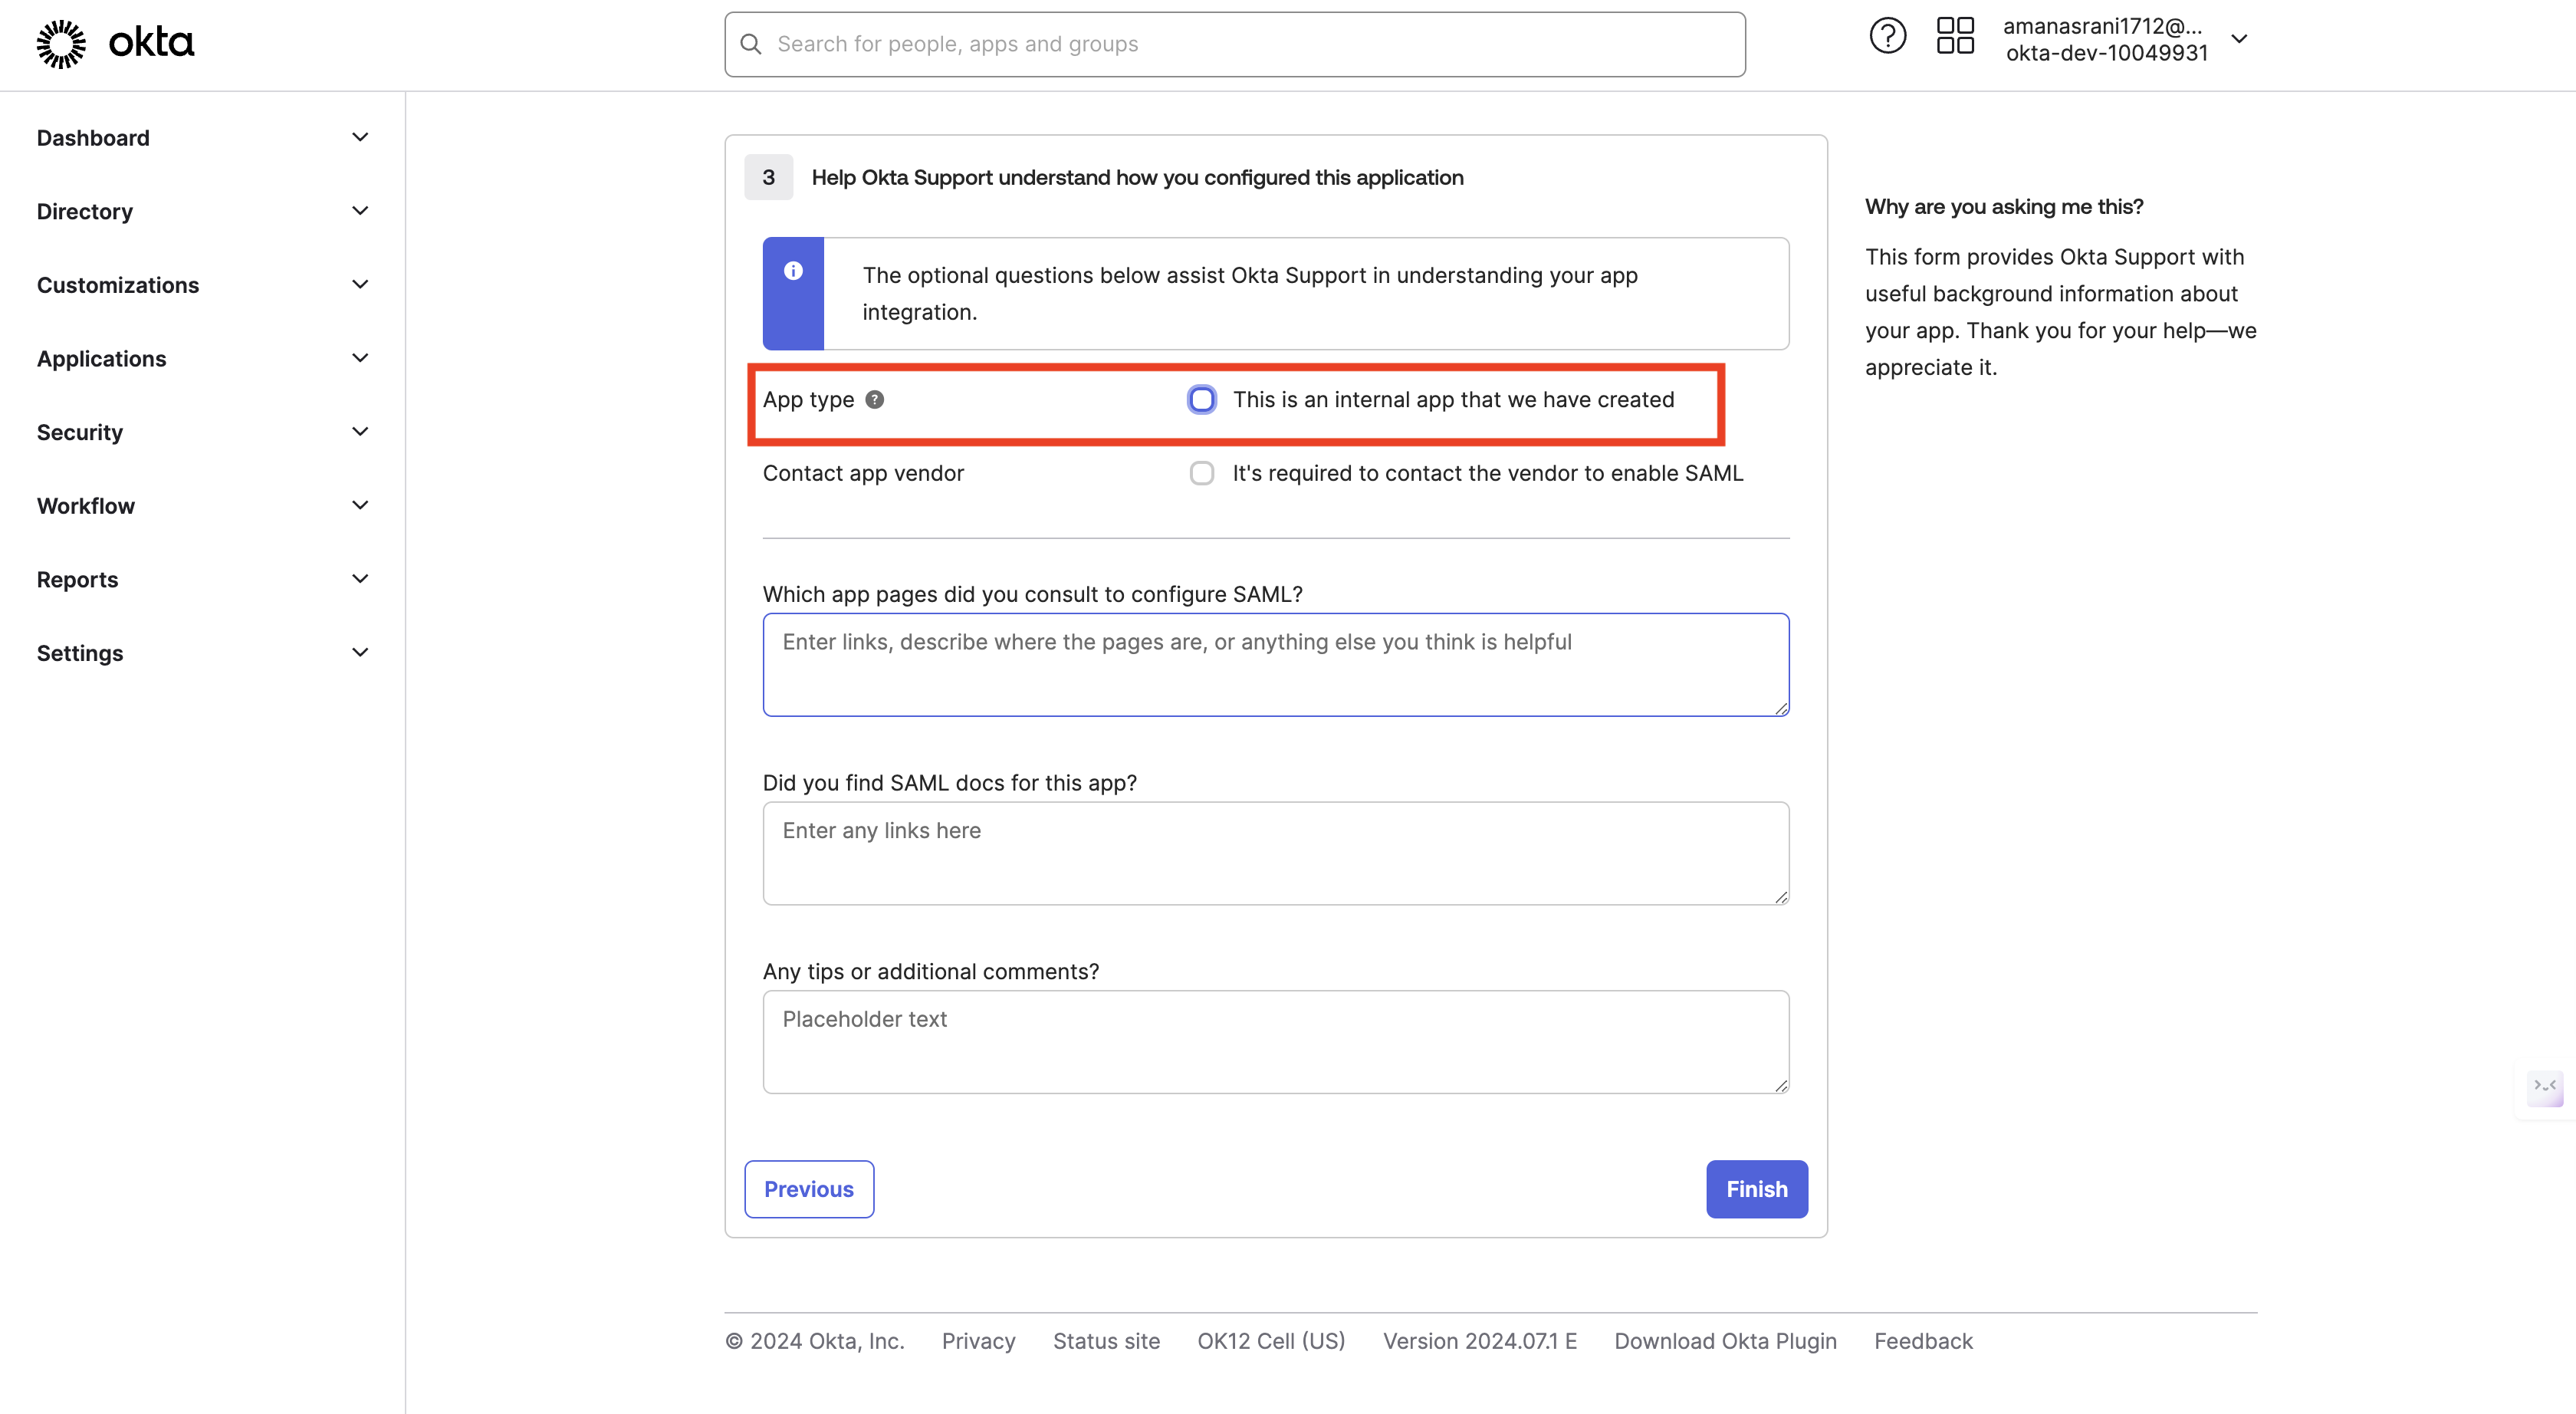 okta
Search for people, apps and groups
amanasrani1712@...
okta-dev-10049931
Dashboard
Directory
Customizations
Applications
Security
Workflow
Reports
Settings
3 Help Okta Support understand how you configured this application
The optional questions below assist Okta Support in understanding your app
integration.
App type This is an internal app that we have created
Contact app vendor It's required to contact the vendor to enable SAML
Which app pages did you consult to configure SAML?
Enter links, describe where the pages are, or anything else you think is helpful
Did you find SAML docs for this app?
Enter any links here
Any tips or additional comments?
Placeholder text
Previous
Finish
Why are you asking me this?
This form provides Okta Support with
useful background information about
your app. Thank you for your help—we
appreciate it.
© 2024 Okta, Inc. Privacy Status site OK12 Cell (US) Version 2024.07.1 E Download Okta Plugin Feedback